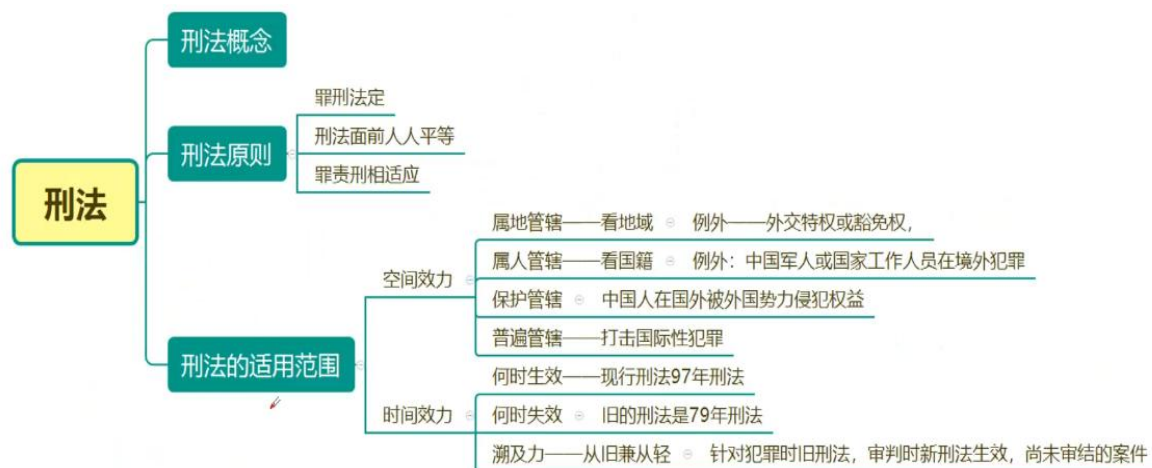 刑法
刑法概念
刑法原则
罪刑法定
刑法面前人人平等
罪责刑相适应
刑法的适用范围
空间效力
属地管辖——看地域 例外——外交特权或豁免权，
属人管辖——看国籍 例外：中国军人或国家工作人员在境外犯罪
保护管辖 中国人在国外被外国势力侵犯权益
普遍管辖——打击国际性犯罪
时间效力
何时生效——现行刑法97年刑法
何时失效 旧的刑法是79年刑法
溯及力——从旧兼从轻 针对犯罪时旧刑法，审判时新刑法生效，尚未审结的案件